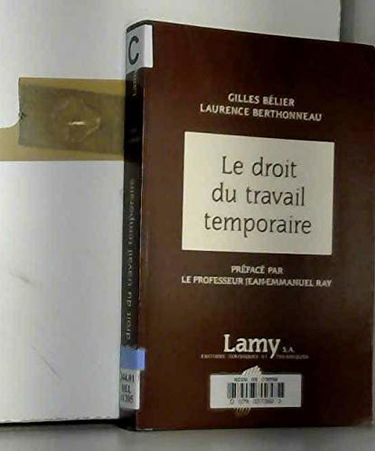 C
GILLES BÉLIER
LAURENCE BERTHONNEAU
Le droit
du travail
temporaire
PRÉFACÉ PAR
LE PROFESSEUR JEAN-EMMANUEL RAY
Lamy S.A.
droit du travail temporaire